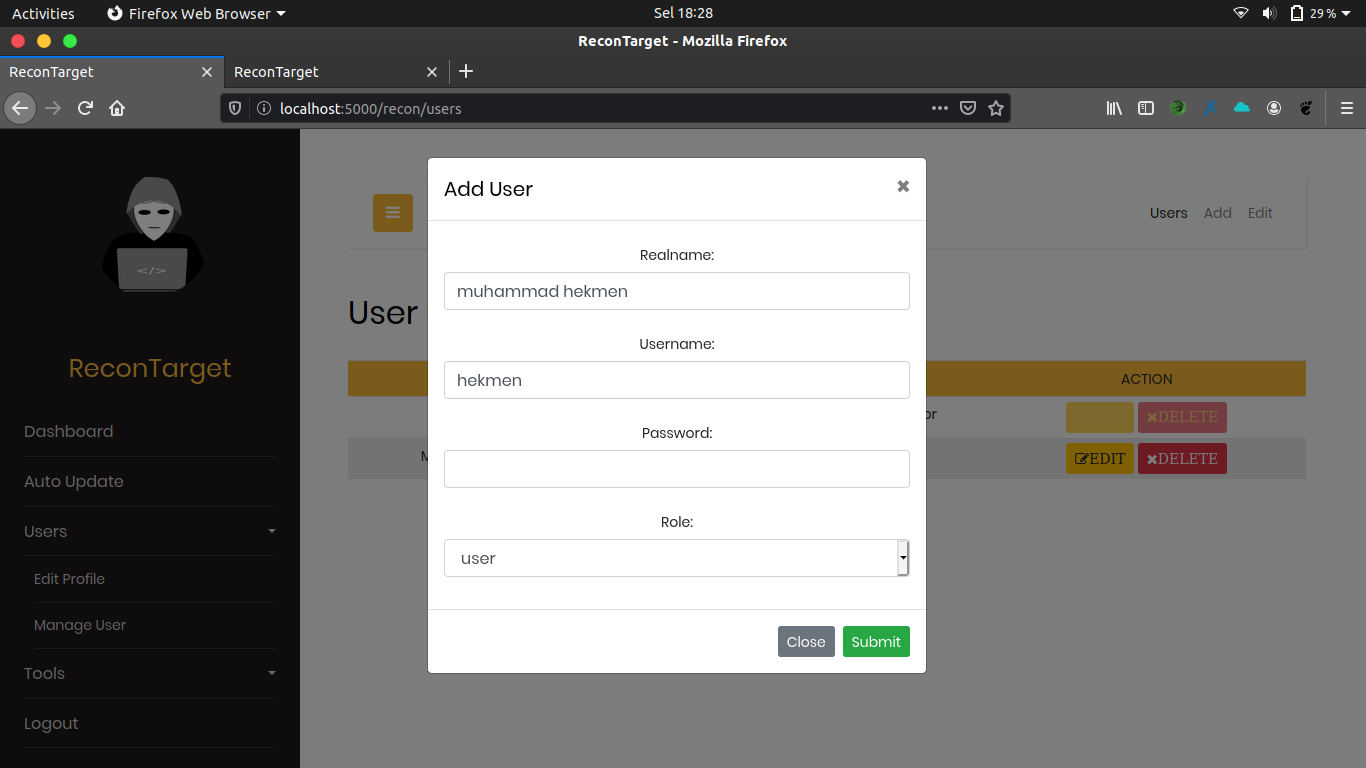 Activities
Firefox Web Browser
Sel 18:28
29 %
ReconTarget - Mozilla Firefox
ReconTarget
ReconTarget
localhost:5000/recon/users
</>
ReconTarget
Dashboard
Auto Update
Users
Edit Profile
Manage User
Tools
Logout
Users Add Edit
User
ACTION
DELETE
EDIT
DELETE
Add User
Realname:
muhammad hekmen
Username:
hekmen
Password:
Role:
user
Close
Submit